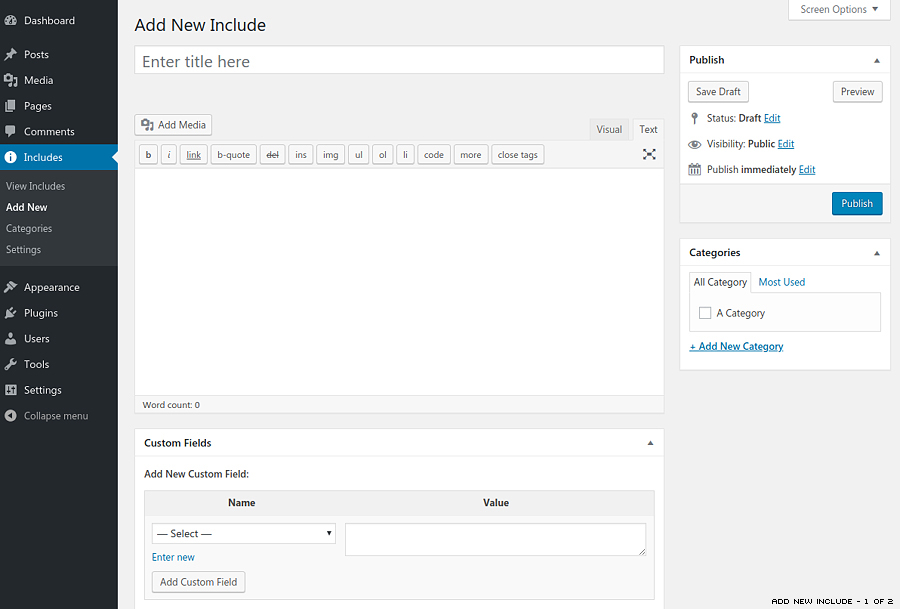 Dashboard
Posts
Media
Pages
Comments
Includes
View Includes
Add New
Categories
Settings
Appearance
Plugins
Users
Tools
Settings
Collapse menu
Screen Options ▼
Add New Include
Enter title here
Add Media
Visual Text
b i link b-quote del ins img ul ol li code more close tags
Word count: 0
Custom Fields
Add New Custom Field:
Name Value
— Select —
Enter new
Add Custom Field
Publish
Save Draft Preview
Status: Draft Edit
Visibility: Public Edit
Publish immediately Edit
Publish
Categories
All Category Most Used
A Category
+ Add New Category
ADD NEW INCLUDE - 1 OF 2